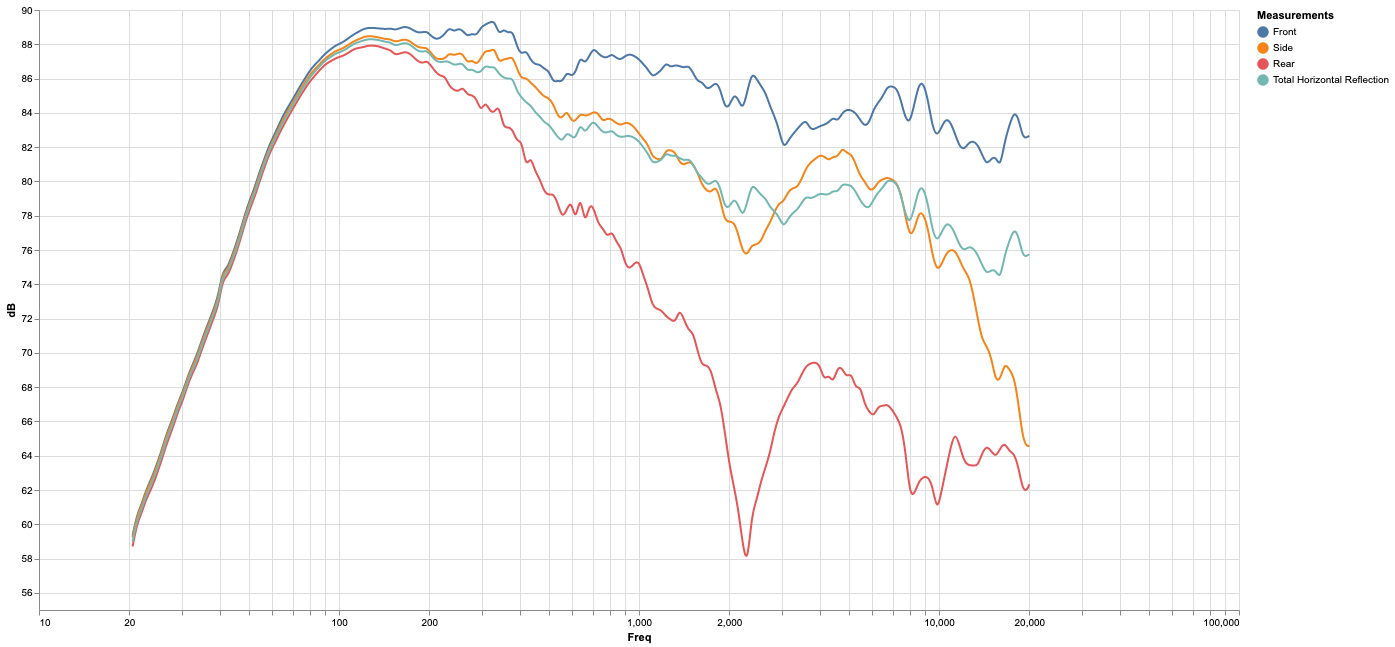 Measurements
Front
Side
Rear
Total Horizontal Reflection
90
88
86
84
82
80
78
76
74
72
70
68
66
64
62
60
58
56
dB
10 20 100 200 1,000 2,000 10,000 20,000 100,000
Freq